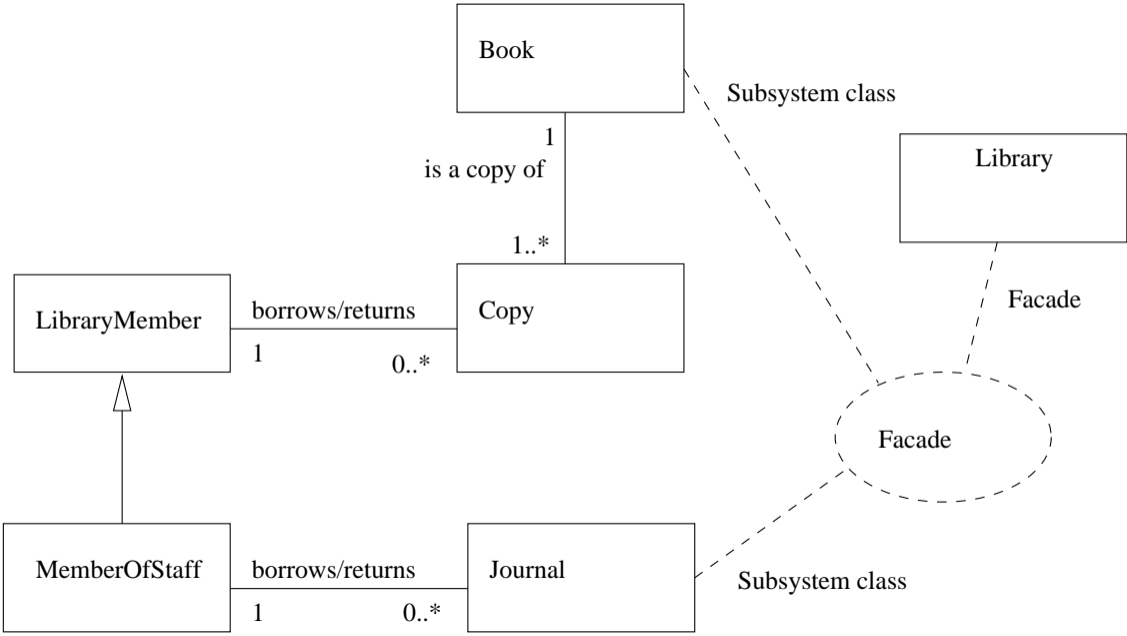 Book
Subsystem class
1
is a copy of
Library
1..*
LibraryMember
borrows/returns
Copy
Facade
1
0..*
Facade
MemberOfStaff
borrows/returns
Journal
Subsystem class
1
0..*